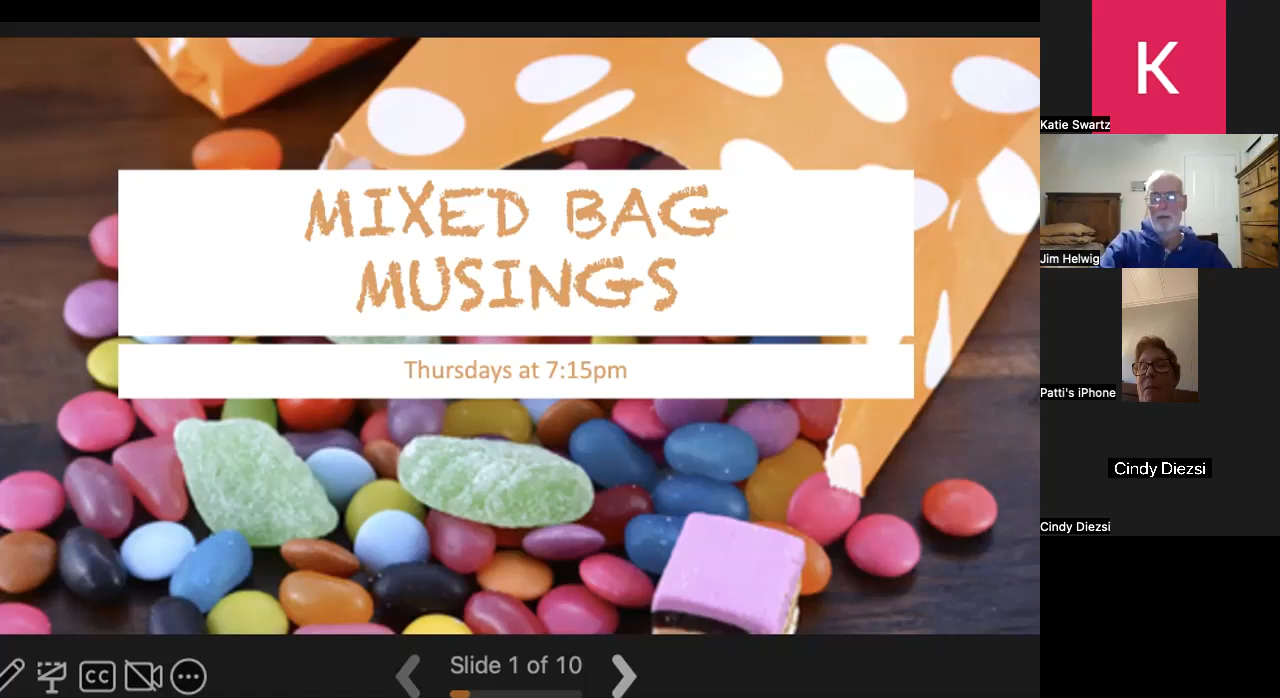 MIXED BAG
MUSINGS
Thursdays at 7:15pm
CC
Slide 1 of 10
K
Katie Swartz
Jim Helwig
Patti's iPhone
Cindy Diezsi
Cindy Diezsi